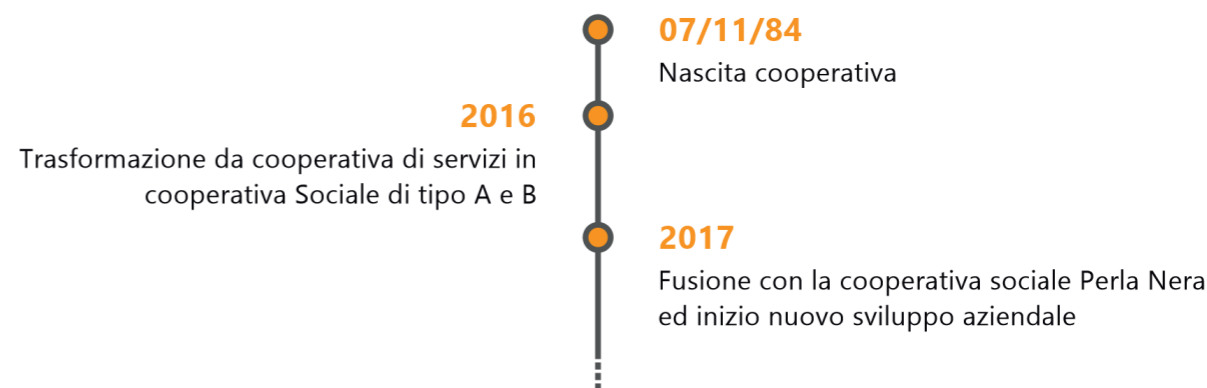 07/11/84
Nascita cooperativa
2016
Trasformazione da cooperativa di servizi in
cooperativa Sociale di tipo A e B
2017
Fusione con la cooperativa sociale Perla Nera
ed inizio nuovo sviluppo aziendale